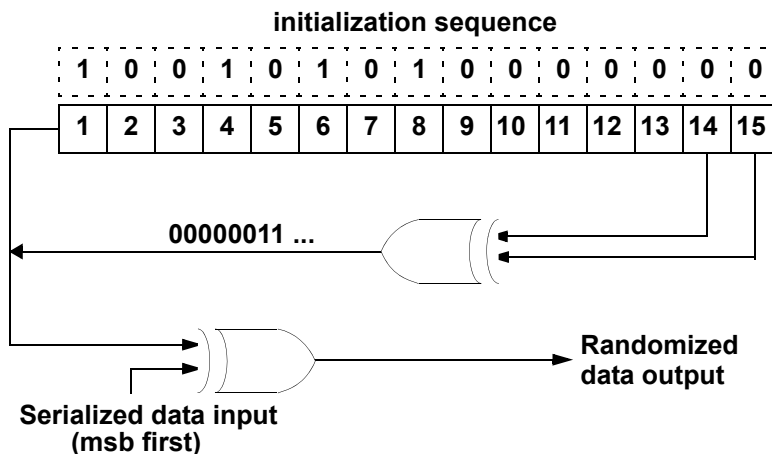 initialization sequence
1 0 0 1 0 1 0 1 0 0 0 0 0 0 0
1 2 3 4 5 6 7 8 9 10 11 12 13 14 15
00000011 ...
Randomized
data output
Serialized data input
(msb first)